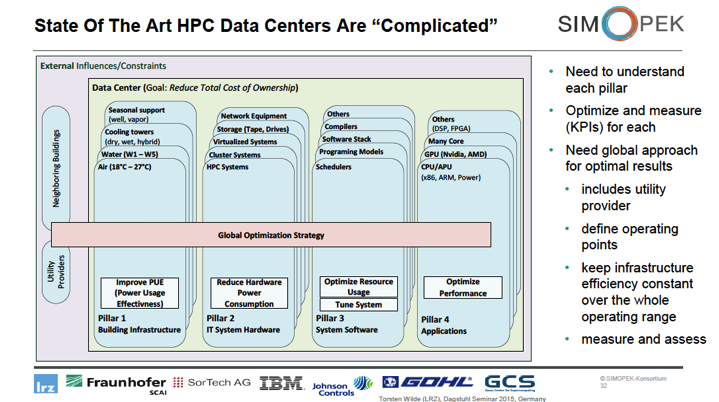 State Of The Art HPC Data Centers Are “Complicated”
SIMOPEK
External Influences/Constraints
Neighboring Buildings
Utility
Providers
Data Center (Goal: Reduce Total Cost of Ownership)
Seasonal support
(well, vapor)
Cooling towers
(dry, wet, hybrid)
Water (W1 – W5)
Air (18°C – 27°C)
Network Equipment
Storage (Tape, Drives)
Virtualized Systems
Cluster Systems
HPC Systems
Others
Compilers
Software Stack
Programing Models
Schedulers
Others
(DSP, FPGA)
Many Core
GPU (Nvidia, AMD)
CPU/APU
(x86, ARM, Power)
Global Optimization Strategy
Improve PUE
(Power Usage
Effectivness)
Reduce Hardware
Power
Consumption
Optimize Resource
Usage
Tune System
Optimize
Performance
Pillar 1
Building Infrastructure
Pillar 2
IT System Hardware
Pillar 3
System Software
Pillar 4
Applications
• Need to understand
each pillar
• Optimize and measure
(KPIs) for each
• Need global approach
for optimal results
• includes utility
provider
• define operating
points
• keep infrastructure
efficiency constant
over the whole
operating range
• measure and assess
lrz
Fraunhofer
SCAI
SorTech AG
IBM
Johnson
Controls
GOHL
GCS
© SIMOPEK-Konsortium
32
Torsten Wilde (LRZ), Dagstuhl Seminar 2015, Germany